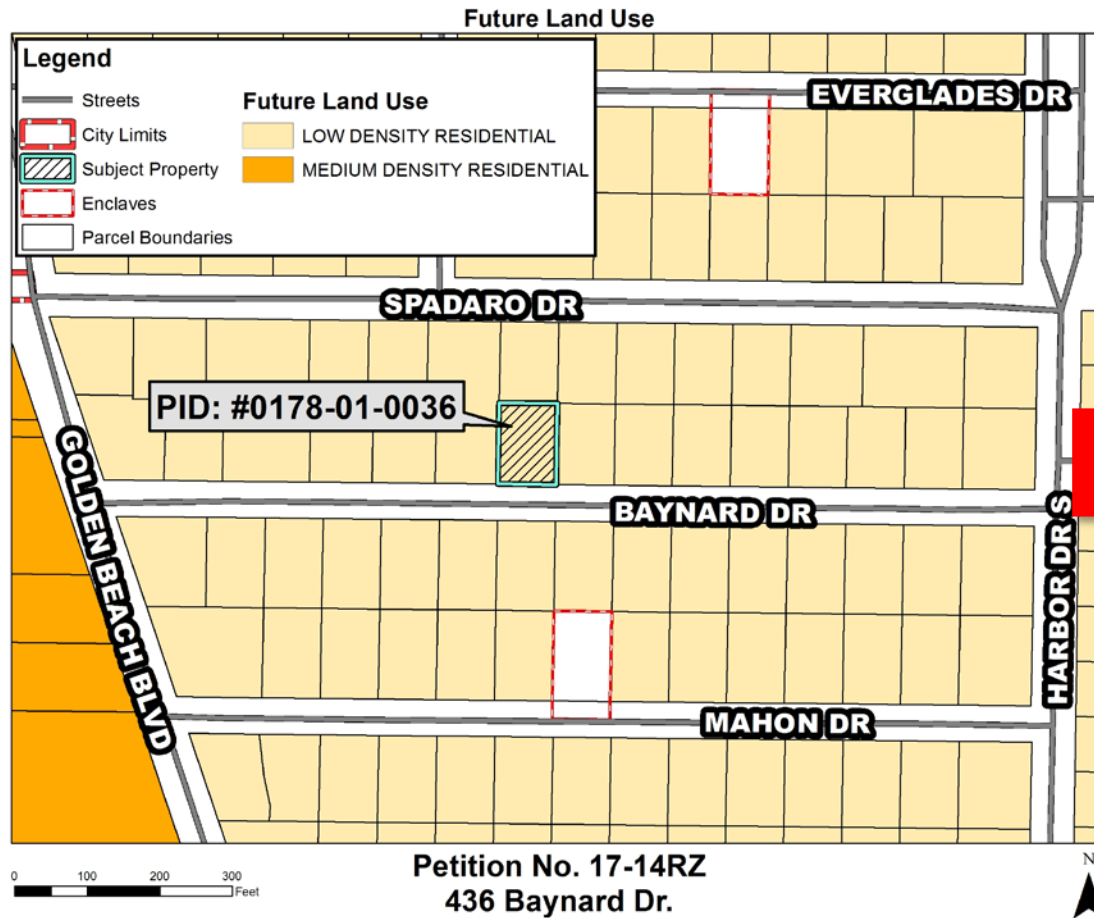 Future Land Use
Legend
Streets
City Limits
Subject Property
Enclaves
Parcel Boundaries
Future Land Use
LOW DENSITY RESIDENTIAL
MEDIUM DENSITY RESIDENTIAL
EVERGLADES DR
SPADARO DR
PID: #0178-01-0036
GOLDEN BEACH BLVD
BAYNARD DR
HARBOR DR S
MAHON DR
0 100 200 300
Feet
Petition No. 17-14RZ
436 Baynard Dr.
N